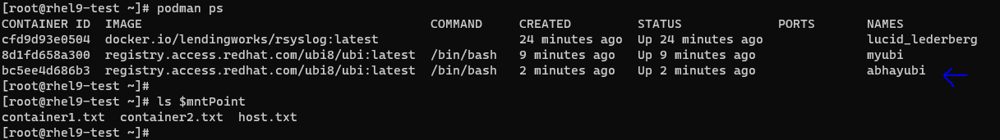 [root@rhel9-test ~]# podman ps
CONTAINER ID  IMAGE                                    COMMAND     CREATED         STATUS             PORTS       NAMES
cfd9d93e0504  docker.io/lendingworks/rsyslog:latest                24 minutes ago  Up 24 minutes ago              lucid_lederberg
8d1fd658a300  registry.access.redhat.com/ubi8/ubi:latest  /bin/bash   9 minutes ago   Up 9 minutes ago               myubi
bc5ee4d686b3  registry.access.redhat.com/ubi8/ubi:latest  /bin/bash   2 minutes ago   Up 2 minutes ago               abhayubi
[root@rhel9-test ~]#
[root@rhel9-test ~]# ls $mntPoint
container1.txt  container2.txt  host.txt
[root@rhel9-test ~]#